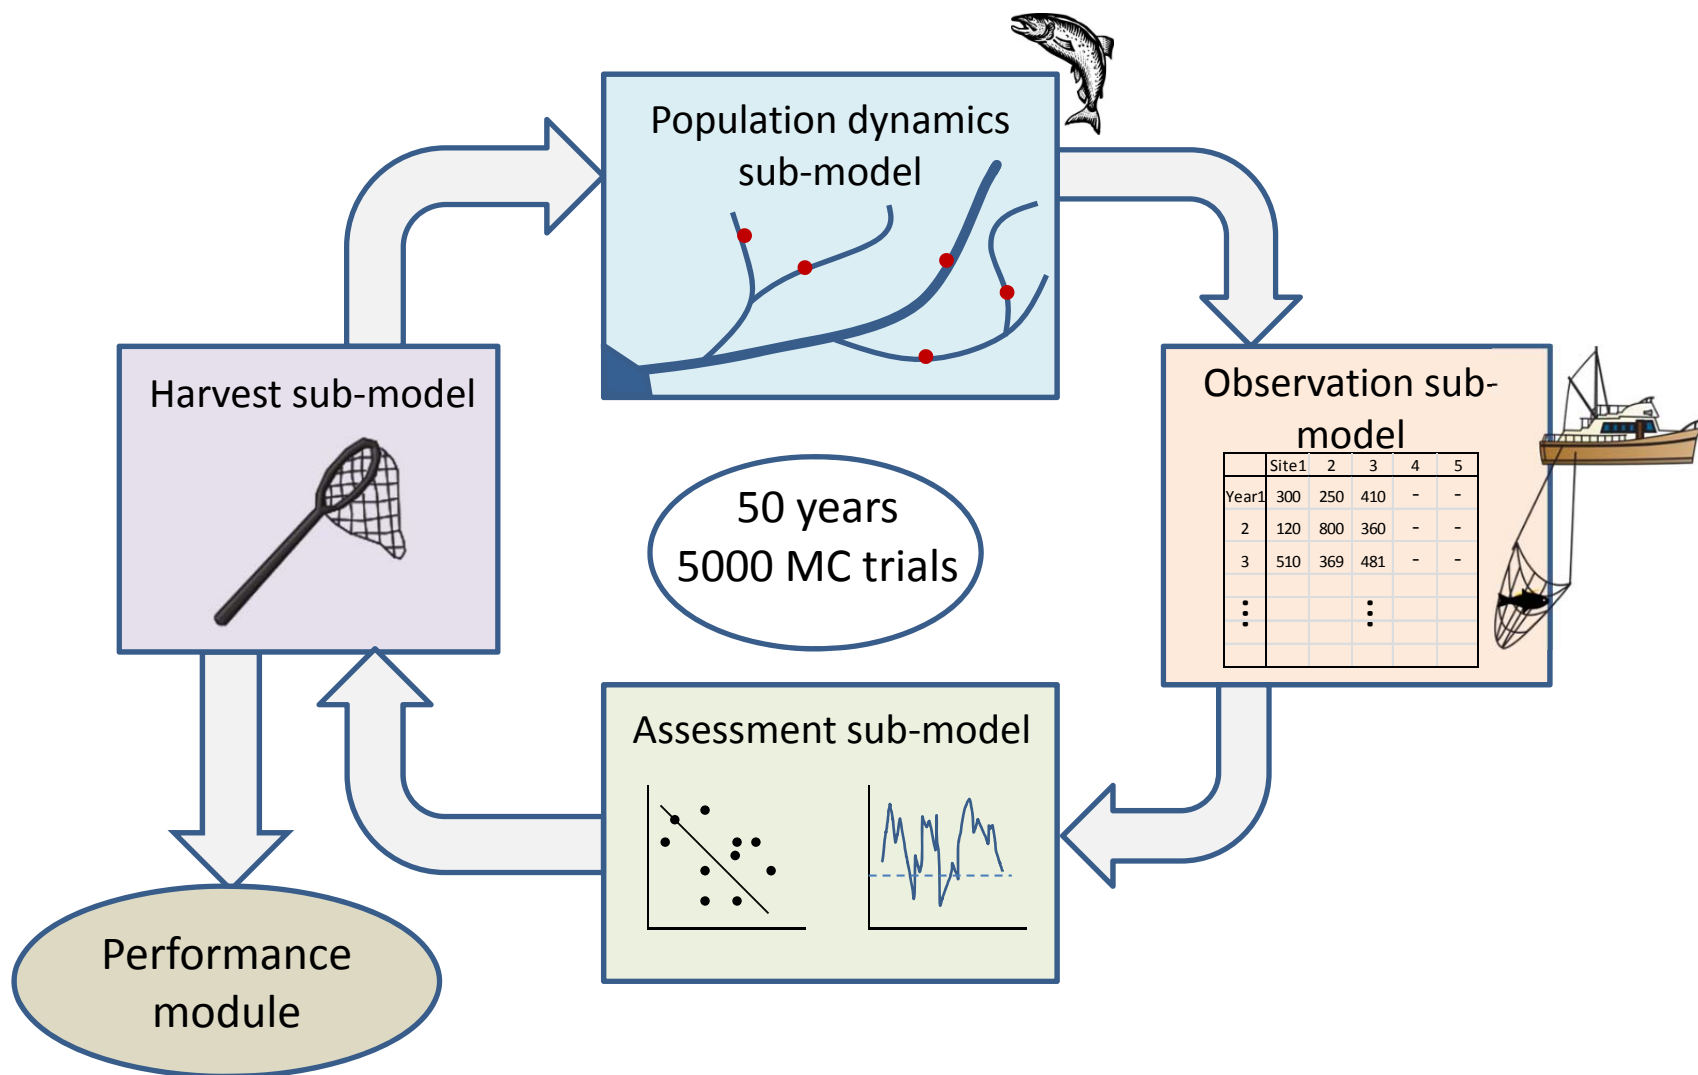 Population dynamics
sub-model
Harvest sub-model
Observation sub-
model
Site1 2 3 4 5
Year1 300 250 410 - -
2 120 800 360 - -
3 510 369 481 - -
50 years
5000 MC trials
Assessment sub-model
Performance
module